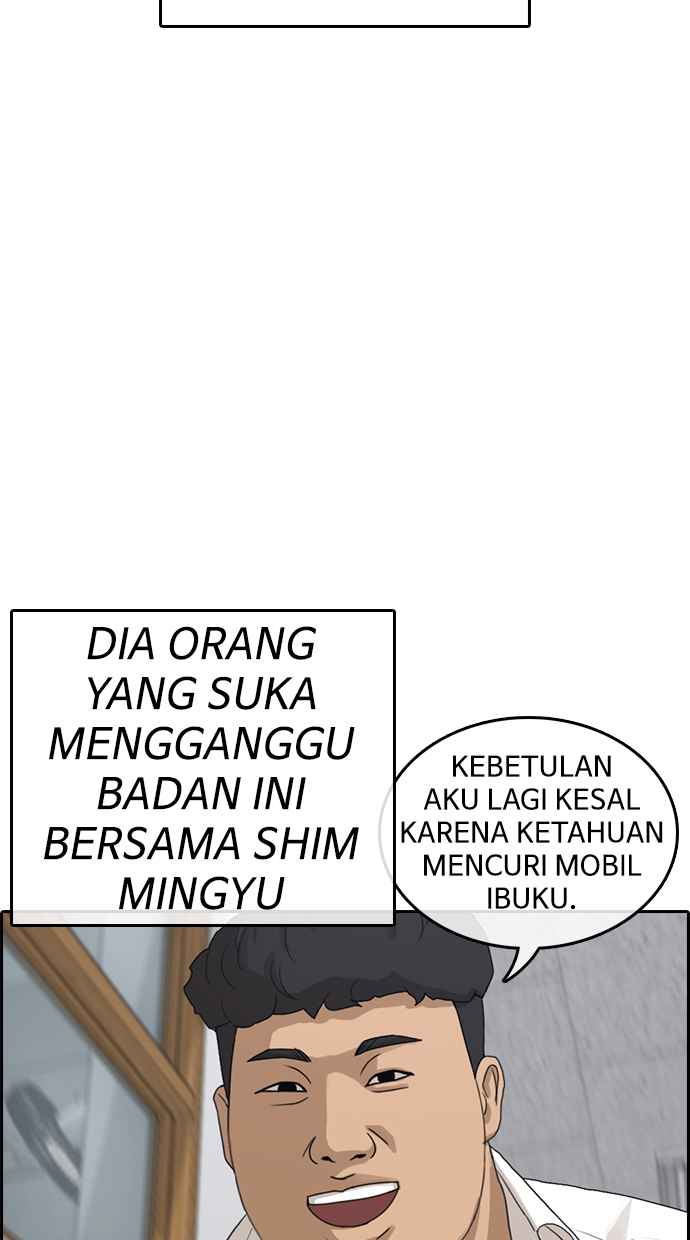 DIA ORANG
YANG SUKA
MENGGANGGU
BADAN INI
BERSAMA SHIM
MINGYU
KEBETULAN
AKU LAGI KESAL
KARENA KETAHUAN
MENCURI MOBIL
IBUKU.